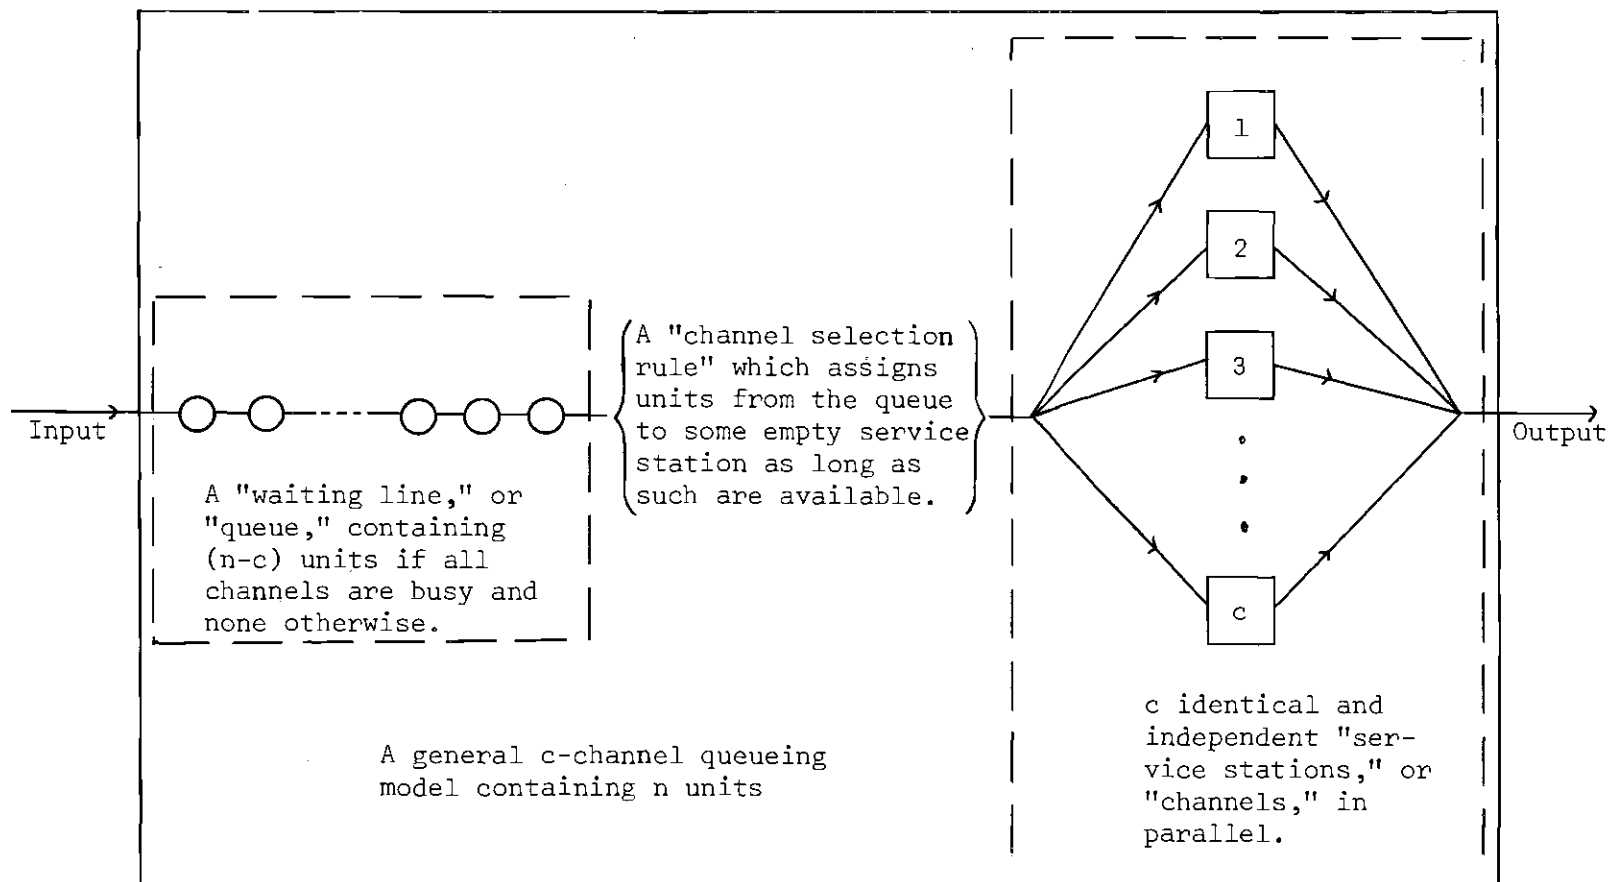 Input
A "waiting line," or
"queue," containing
(n-c) units if all
channels are busy and
none otherwise.
A "channel selection
rule" which assigns
units from the queue
to some empty service
station as long as
such are available.
1
2
3
c
Output
c identical and
independent "ser-
vice stations," or
"channels," in
parallel.
A general c-channel queueing
model containing n units